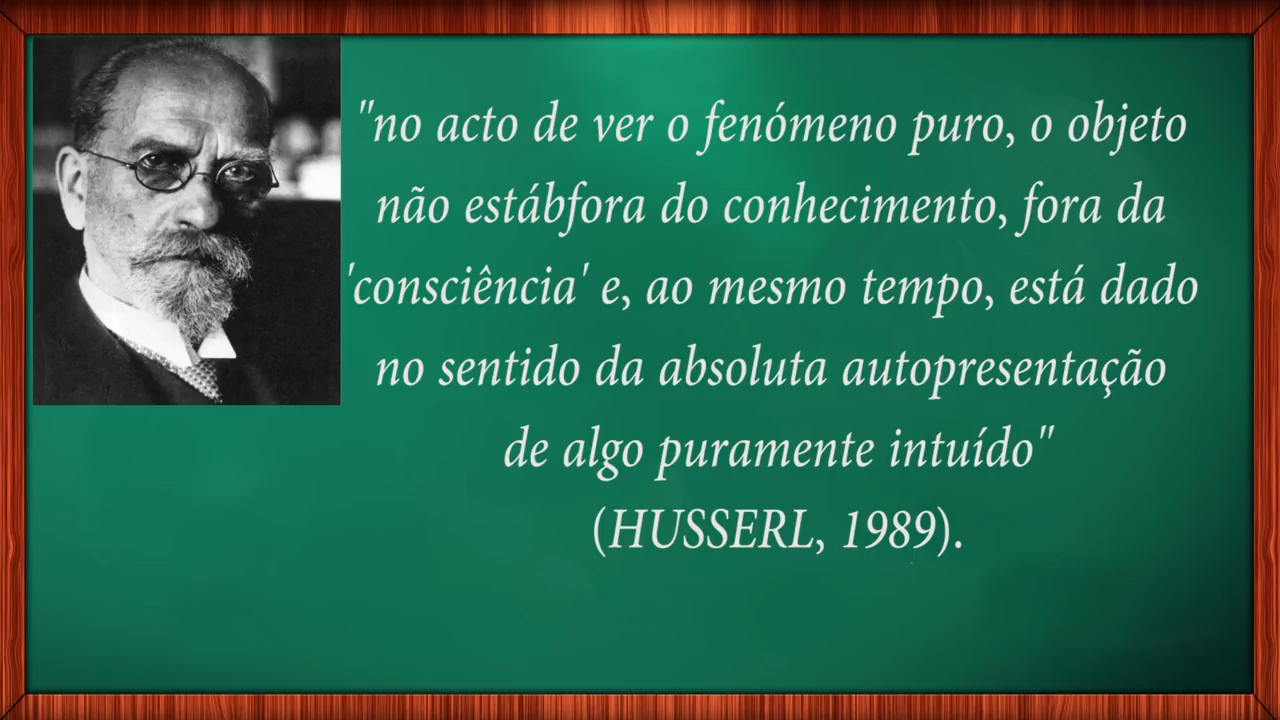 "no acto de ver o fenómeno puro, o objeto
não estábfora do conhecimento, fora da
'consciência' e, ao mesmo tempo, está dado
no sentido da absoluta autopresentação
de algo puramente intuído"
(HUSSERL, 1989).